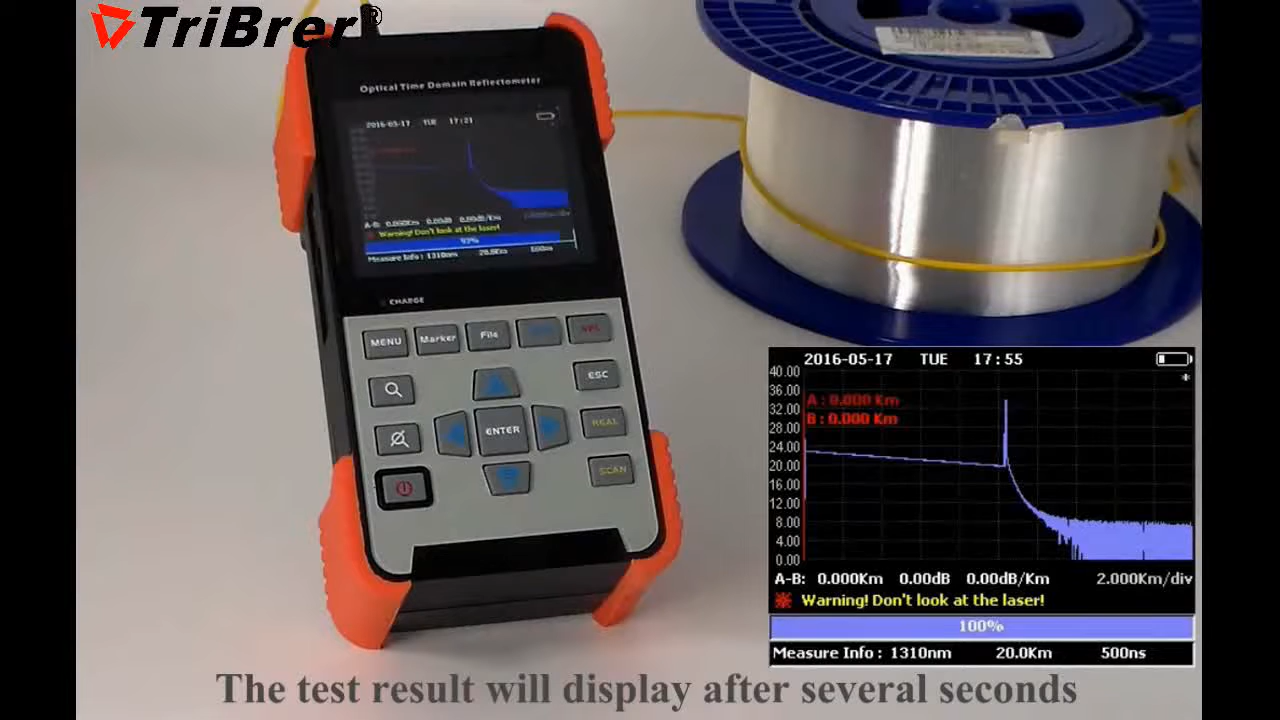 TriBrer®
Optical Time Domain Reflectometer
2016-05-17 TUE 17:21
A-B: 0.000Km 0.00dB 0.00dB/Km
Warning! Don't look at the laser!
93%
Measure Info: 1310nm 20.0Km 500ns
CHARGE
MENU Marker File
ESC
ENTER REAL
SCAN
2016-05-17 TUE 17:55
40.00
36.00
A : 0.000 Km
32.00
B : 0.000 Km
28.00
24.00
20.00
16.00
12.00
8.00
4.00
0.00
A-B: 0.000Km 0.00dB 0.00dB/Km 2.000Km/div
Warning! Don't look at the laser!
100%
Measure Info : 1310nm 20.0Km 500ns
The test result will display after several seconds